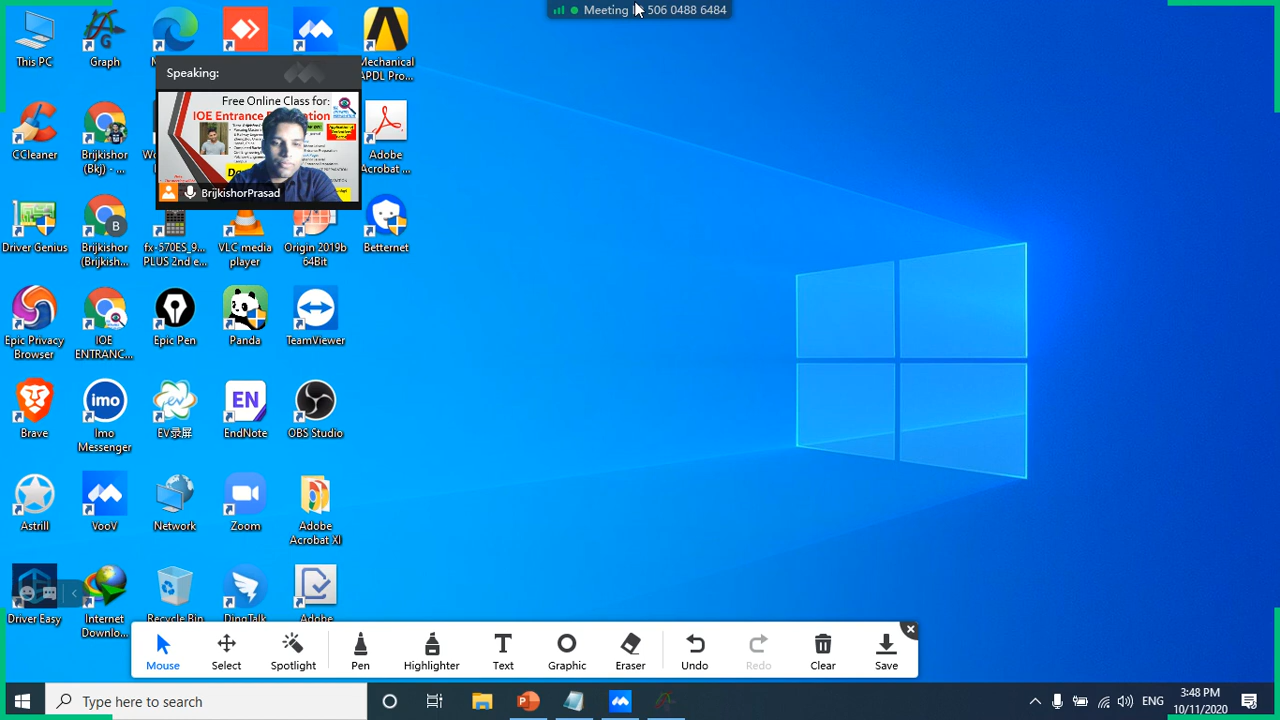 Meeting I 506 0488 6484
This PC
Graph
M
Mechanical
APDL Pro...
Speaking:
Free Online Class for:
IOE Entrance
BrijkishorPrasad
CCleaner
Brijkishor
(Bkj) - ...
Wo
Adobe
Acrobat ...
Driver Genius
Brijkishor
(Brijkish...
fx-570ES_9...
PLUS 2nd e...
VLC media
player
Origin 2019b
64Bit
Betternet
Epic Privacy
Browser
IOE
ENTRANC...
Epic Pen
Panda
TeamViewer
imo
EN
Brave
Imo
Messenger
EV录屏
EndNote
OBS Studio
Astrill
VooV
Network
Zoom
Adobe
Acrobat XI
Driver Easy
Internet
Downlo...
Recycle Bin
DingTalk
Adobe
Mouse
Select
Spotlight
Pen
Highlighter
Text
Graphic
Eraser
Undo
Redo
Clear
Save
Type here to search
ENG
3:48 PM
10/11/2020